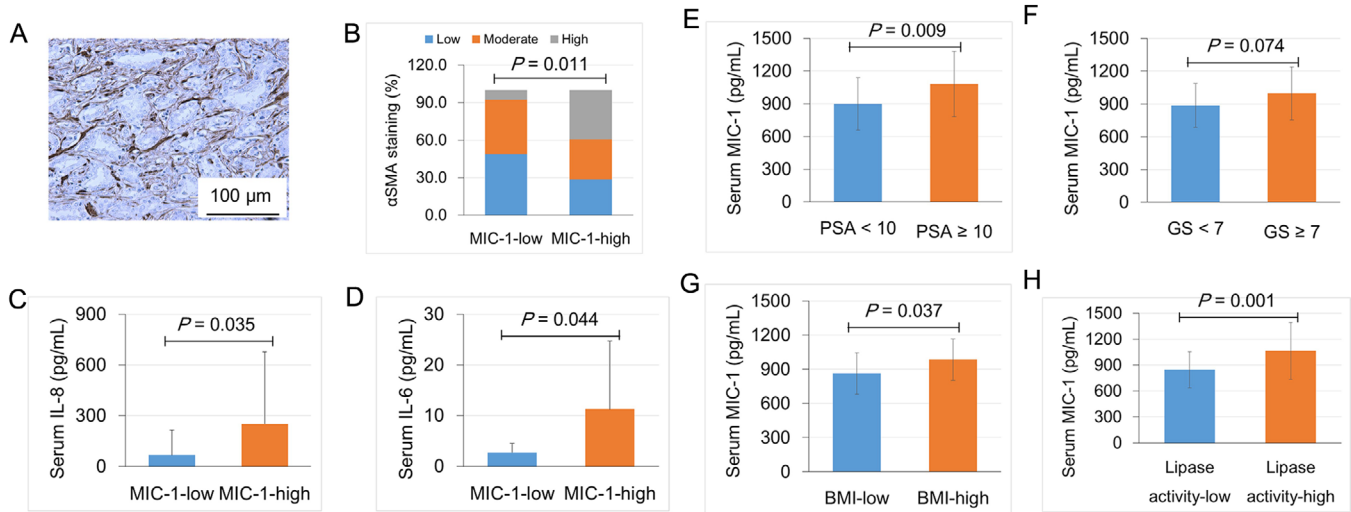 A
100 μm
B
Low Moderate High
αSMA staining (%)
120.0
90.0
60.0
30.0
0.0
P = 0.011
MIC-1-low MIC-1-high
C
Serum IL-8 (pg/mL)
900
600
300
0
P = 0.035
MIC-1-low MIC-1-high
D
Serum IL-6 (pg/mL)
30
20
10
0
P = 0.044
MIC-1-low MIC-1-high
E
Serum MIC-1 (pg/mL)
1500
1200
900
600
300
0
P = 0.009
PSA < 10 PSA ≥ 10
F
Serum MIC-1 (pg/mL)
1500
1200
900
600
300
0
P = 0.074
GS < 7 GS ≥ 7
G
Serum MIC-1 (pg/mL)
1500
1200
900
600
300
0
P = 0.037
BMI-low BMI-high
H
Serum MIC-1 (pg/mL)
1500
1200
900
600
300
0
P = 0.001
Lipase Lipase
activity-low activity-high